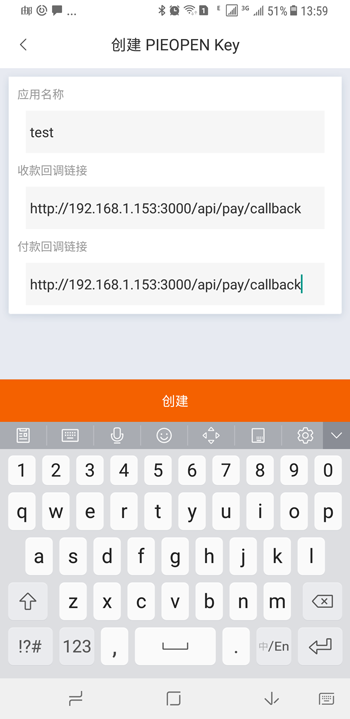 ... 51% 13:59
创建 PIEOPEN Key
应用名称
test
收款回调链接
http://192.168.1.153:3000/api/pay/callback
付款回调链接
http://192.168.1.153:3000/api/pay/callback
创建
1 2 3 4 5 6 7 8 9 0
q w e r t y u i o p
a s d f g h j k l
z x c v b n m
!?# 123 , . 中/En